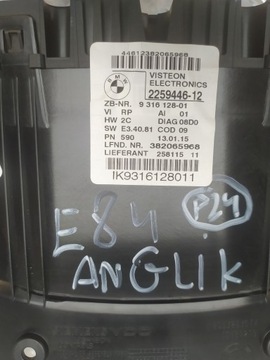 44612382065968
BMW
VISTEON
ELECTRONICS
2259446-12
ZB-NR. 9 316 128-01
VI RP AI 01
HW 2C DIAG 08D0
SW E3.40.81 COD 09
PN 590 13.01.15
LFND. NR. 382065968
LIEFERANT 258115 11
IK9316128011
E84
P24
ANGLIK